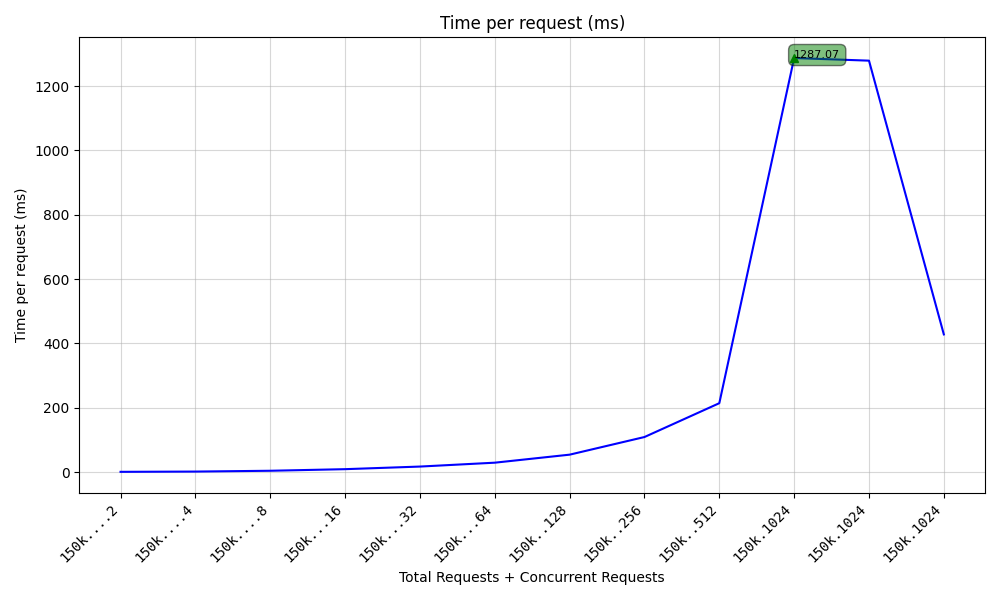 Time per request (ms)
1287.07
Time per request (ms)
1200
1000
800
600
400
200
0
150k....2
150k....4
150k....8
150k...16
150k...32
150k...64
150k..128
150k..256
150k..512
150k.1024
150k.1024
150k.1024
Total Requests + Concurrent Requests